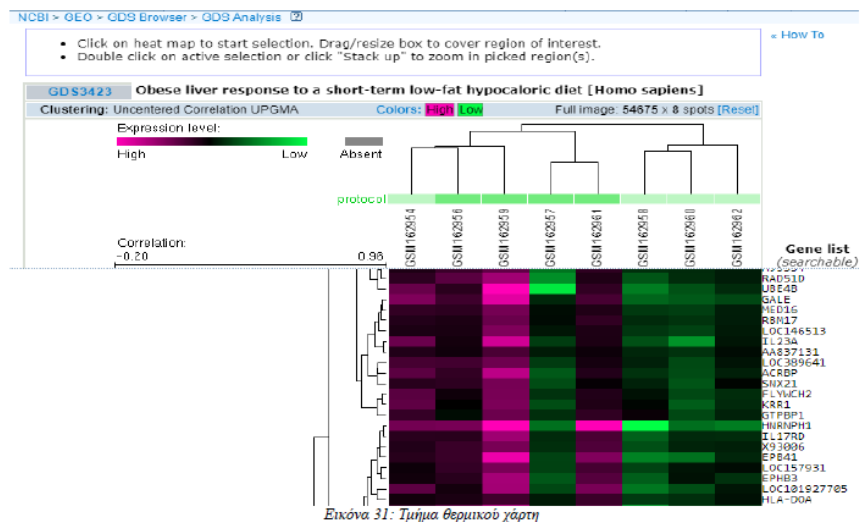 NCBI > GEO > GDS Browser > GDS Analysis [?]
« How To
• Click on heat map to start selection. Drag/resize box to cover region of interest.
• Double click on active selection or click "Stack up" to zoom in picked region(s).
GDS3423 Obese liver response to a short-term low-fat hypocaloric diet [Homo sapiens]
Clustering: Uncentered Correlation UPGMA Colors: High Low Full image: 54675 x 8 spots [Reset]
Expression level:
High Low Absent
protocol
GSM162954 GSM162956 GSM162959 GSM162957 GSM162961 GSM162958 GSM162960 GSM162962
Correlation:
-0.20 0.96
Gene list
(searchable)
RAD51D
UBE4B
GALE
MED16
RBM17
LOC146513
IL23A
AA837131
LOC389641
ACRBP
SNX21
FLYWCH2
KRR1
GTPBP1
HNRNPH1
IL17RD
X93006
EPB41
LOC157931
EPHB3
LOC101927705
HLA-DOA
Εικόνα 31: Τμήμα θερμικού χάρτη